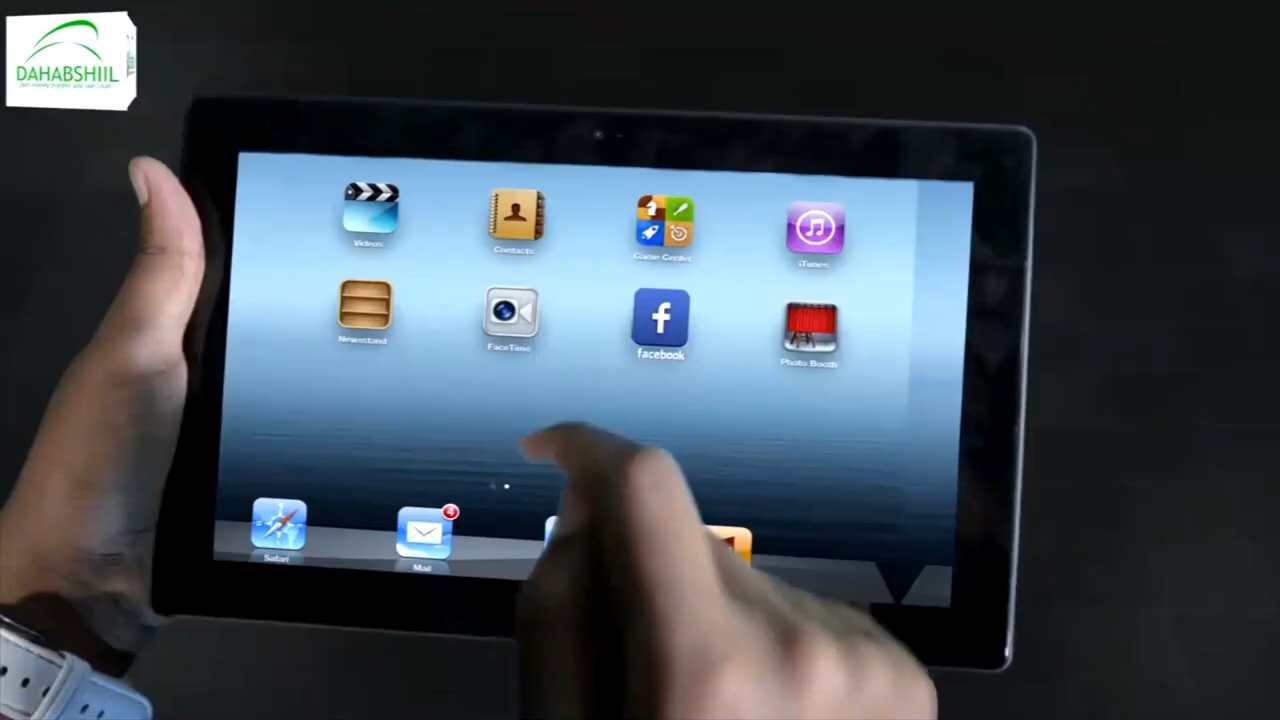 DAHABSHIIL
Videos
Contacts
Game Center
iTunes
Newsstand
FaceTime
f
facebook
Photo Booth
4
Safari
Mail